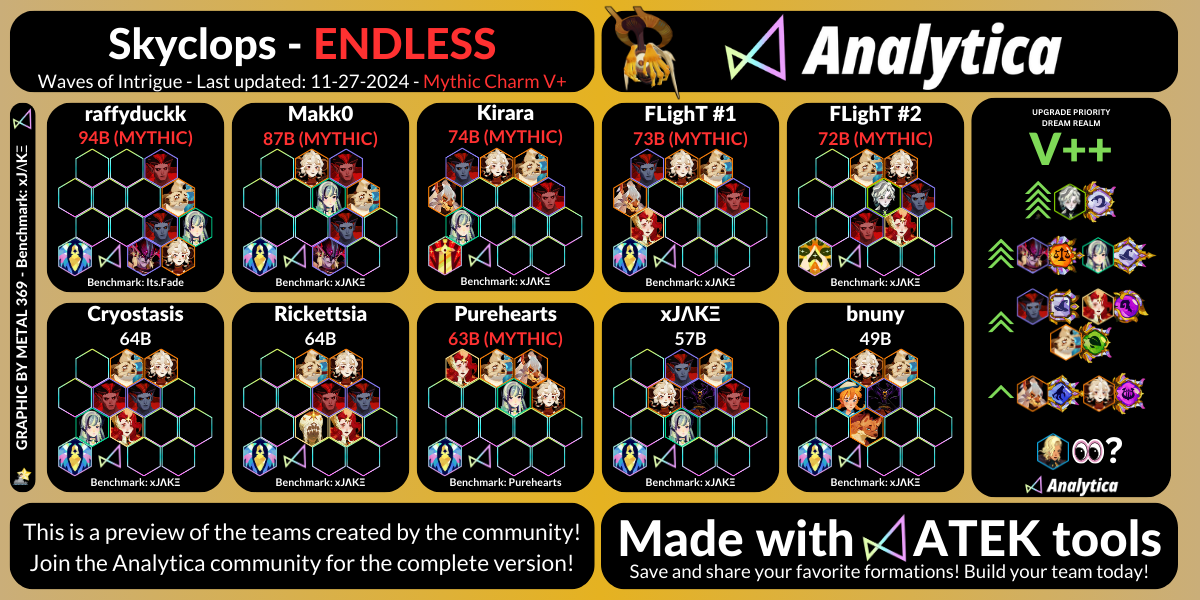 Skyclops - ENDLESS
Waves of Intrigue - Last updated: 11-27-2024 - Mythic Charm V+
Analytica
GRAPHIC BY METAL 369 - Benchmark: xJΛKΞ
raffyduckk
94B (MYTHIC)
Benchmark: Its.Fade
Makk0
87B (MYTHIC)
Benchmark: xJΛKΞ
Kirara
74B (MYTHIC)
Benchmark: xJΛKΞ
FLighT #1
73B (MYTHIC)
Benchmark: xJΛKΞ
FLighT #2
72B (MYTHIC)
Benchmark: xJΛKΞ
Cryostasis
64B
Benchmark: xJΛKΞ
Rickettsia
64B
Benchmark: xJΛKΞ
Purehearts
63B (MYTHIC)
Benchmark: Purehearts
xJΛKΞ
57B
Benchmark: xJΛKΞ
bnuny
49B
Benchmark: xJΛKΞ
UPGRADE PRIORITY
DREAM REALM
V++
?
Analytica
This is a preview of the teams created by the community!
Join the Analytica community for the complete version!
Made with ATEK tools
Save and share your favorite formations! Build your team today!